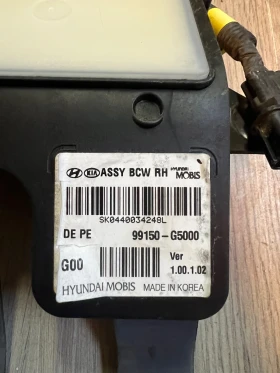 KIA ASSY BCW RH HYUNDAI MOBIS
SK0440034248L
DE PE 99150-G5000
G00 Ver
1.00.1.02
HYUNDAI MOBIS MADE IN KOREA